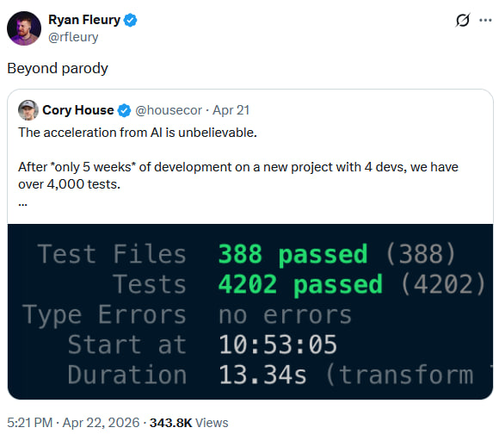 Ryan Fleury
@rfleury
Beyond parody
Cory House @housecor · Apr 21
The acceleration from AI is unbelievable.
After *only 5 weeks* of development on a new project with 4 devs, we have
over 4,000 tests.
...
Test Files 388 passed (388)
Tests 4202 passed (4202)
Type Errors no errors
Start at 10:53:05
Duration 13.34s (transform
5:21 PM · Apr 22, 2026 · 343.8K Views